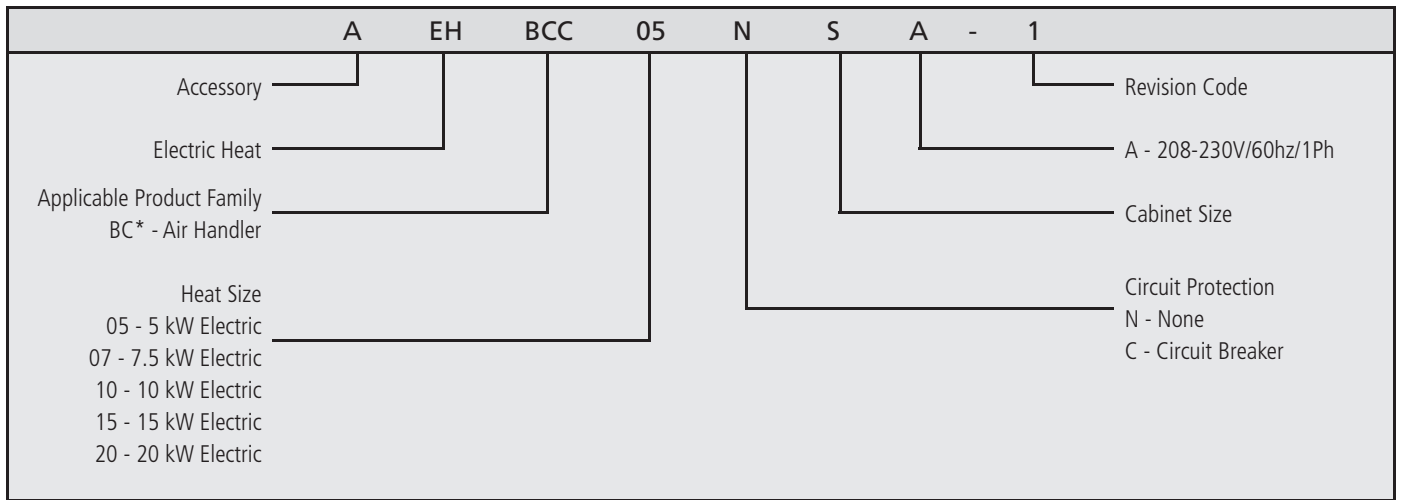 A EH BCC 05 N S A - 1
Accessory
Electric Heat
Applicable Product Family
BC* - Air Handler
Heat Size
05 - 5 kW Electric
07 - 7.5 kW Electric
10 - 10 kW Electric
15 - 15 kW Electric
20 - 20 kW Electric
Revision Code
A - 208-230V/60hz/1Ph
Cabinet Size
Circuit Protection
N - None
C - Circuit Breaker